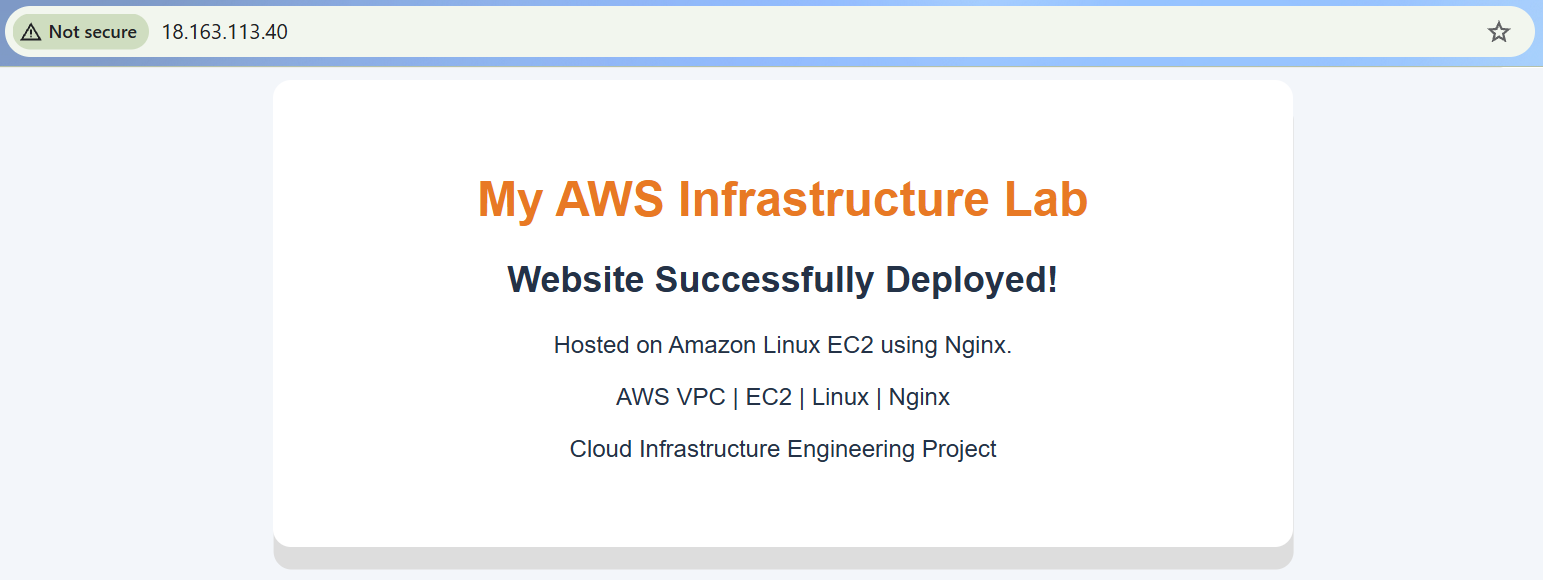 Not secure 18.163.113.40
My AWS Infrastructure Lab
Website Successfully Deployed!
Hosted on Amazon Linux EC2 using Nginx.
AWS VPC | EC2 | Linux | Nginx
Cloud Infrastructure Engineering Project